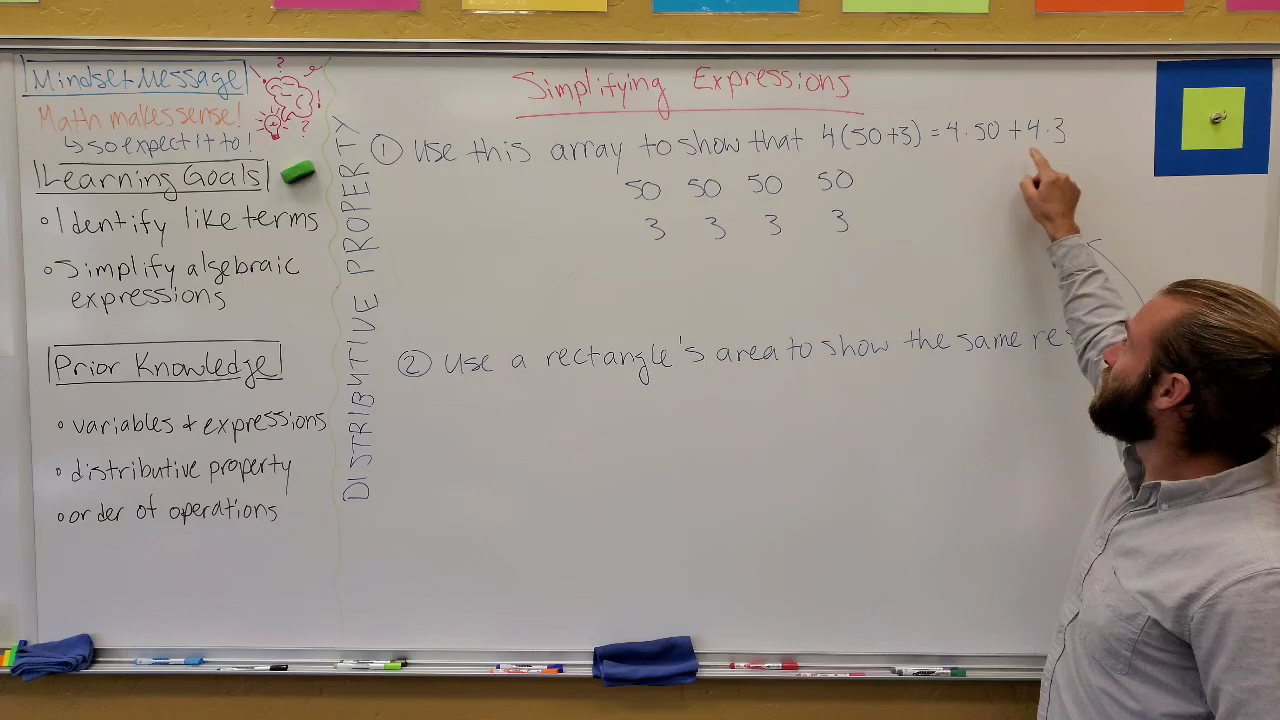 Mindset Message
Math makes sense!
↳ so expect it to!
Learning Goals
• Identify like terms
• Simplify algebraic
expressions
Prior Knowledge
• variables + expressions
• distributive property
• order of operations
DISTRIBUTIVE PROPERTY
Simplifying Expressions
① Use this array to show that 4(50+3) = 4·50 + 4·3
50 50 50 50
3 3 3 3
② Use a rectangle's area to show the same